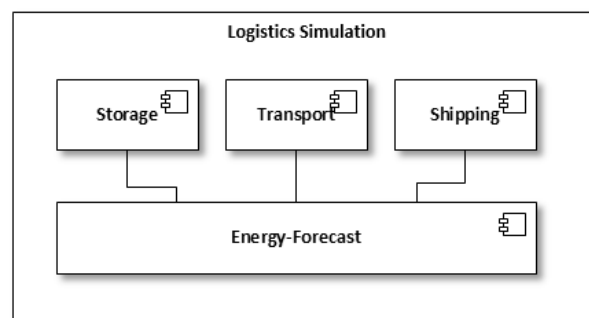 Logistics Simulation
Storage
Transport
Shipping
Energy-Forecast